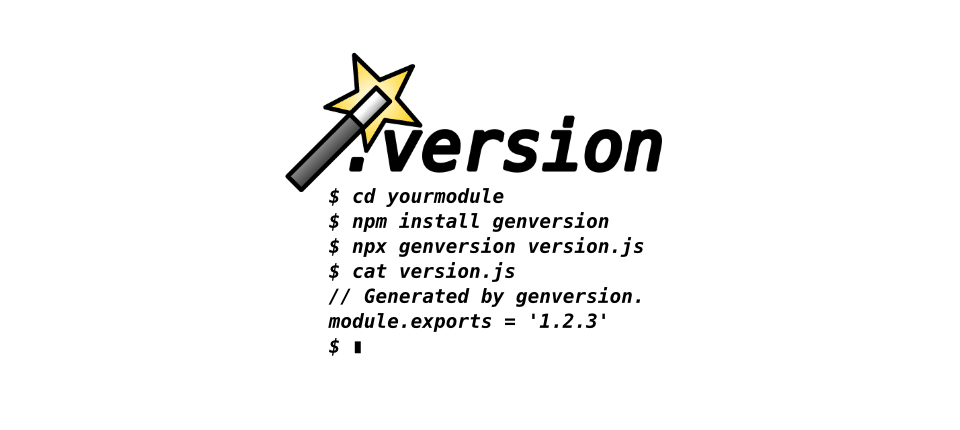 .version
$ cd yourmodule
$ npm install genversion
$ npx genversion version.js
$ cat version.js
// Generated by genversion.
module.exports = '1.2.3'
$ ▮